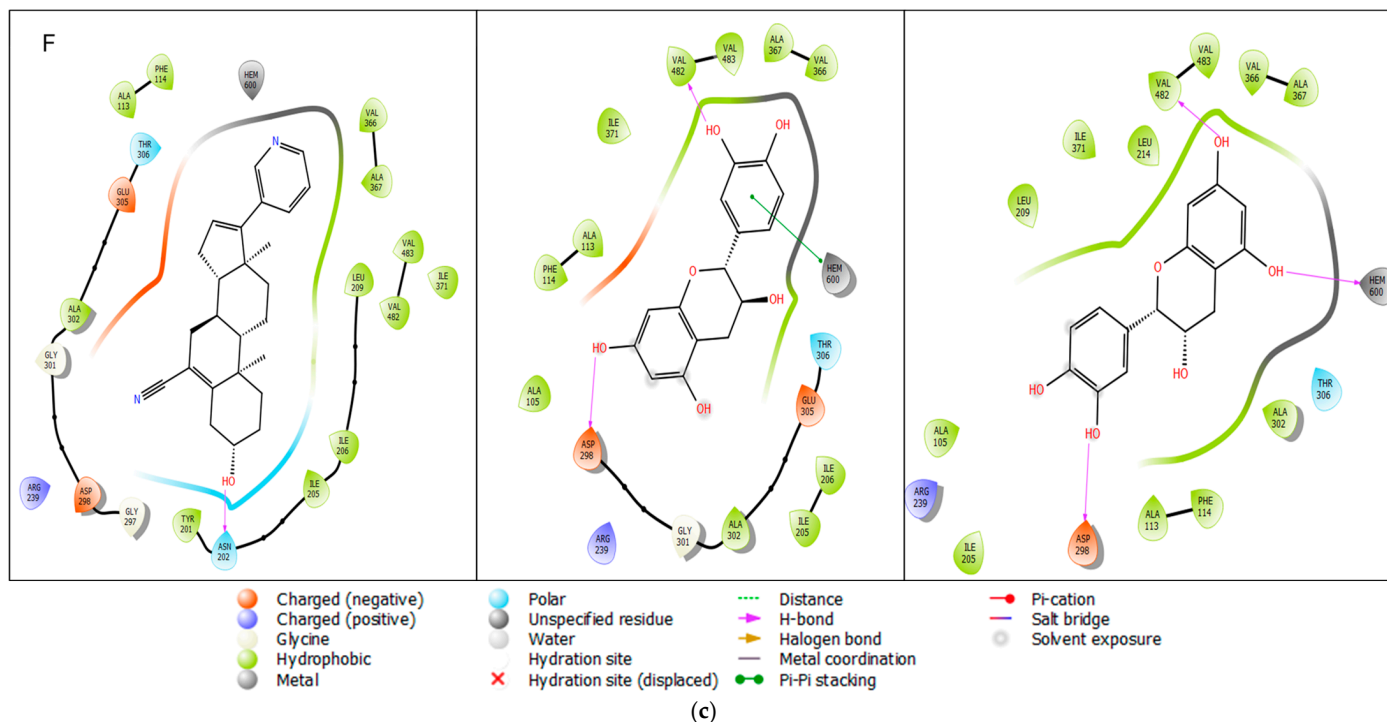 F
PHE
114
ALA
113
HEM
600
THR
306
GLU
305
VAL
366
ALA
367
N
VAL
483
ILE
371
VAL
482
LEU
209
ALA
302
GLY
301
N
ILE
206
ILE
205
HO
ARG
239
ASP
298
GLY
297
TYR
201
ASN
202
VAL
482
VAL
483
ALA
367
VAL
366
ILE
371
HO
OH
ALA
113
PHE
114
HEM
600
O
OH
HO
OH
THR
306
GLU
305
ALA
105
ASP
298
ILE
206
ILE
205
ARG
239
GLY
301
ALA
302
VAL
483
VAL
482
VAL
366
ALA
367
ILE
371
LEU
214
OH
LEU
209
O
OH
HEM
600
HO
HO
OH
THR
306
ALA
302
ALA
105
ARG
239
ILE
205
ASP
298
ALA
113
PHE
114
Charged (negative)
Charged (positive)
Glycine
Hydrophobic
Metal
Polar
Unspecified residue
Water
Hydration site
Hydration site (displaced)
Distance
H-bond
Halogen bond
Metal coordination
Pi-Pi stacking
Pi-cation
Salt bridge
Solvent exposure
(c)